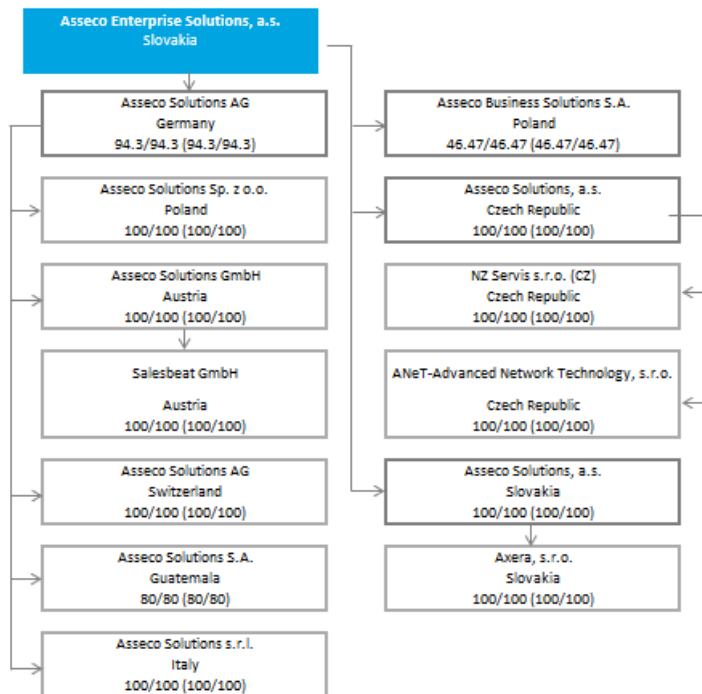 Asseco Enterprise Solutions, a.s.
Slovakia
Asseco Solutions AG
Germany
94.3/94.3 (94.3/94.3)
Asseco Solutions Sp. z o.o.
Poland
100/100 (100/100)
Asseco Solutions GmbH
Austria
100/100 (100/100)
Salesbeat GmbH
Austria
100/100 (100/100)
Asseco Solutions AG
Switzerland
100/100 (100/100)
Asseco Solutions S.A.
Guatemala
80/80 (80/80)
Asseco Solutions s.r.l.
Italy
100/100 (100/100)
Asseco Business Solutions S.A.
Poland
46.47/46.47 (46.47/46.47)
Asseco Solutions, a.s.
Czech Republic
100/100 (100/100)
NZ Servis s.r.o. (CZ)
Czech Republic
100/100 (100/100)
ANeT-Advanced Network Technology, s.r.o.
Czech Republic
100/100 (100/100)
Asseco Solutions, a.s.
Slovakia
100/100 (100/100)
Axera, s.r.o.
Slovakia
100/100 (100/100)